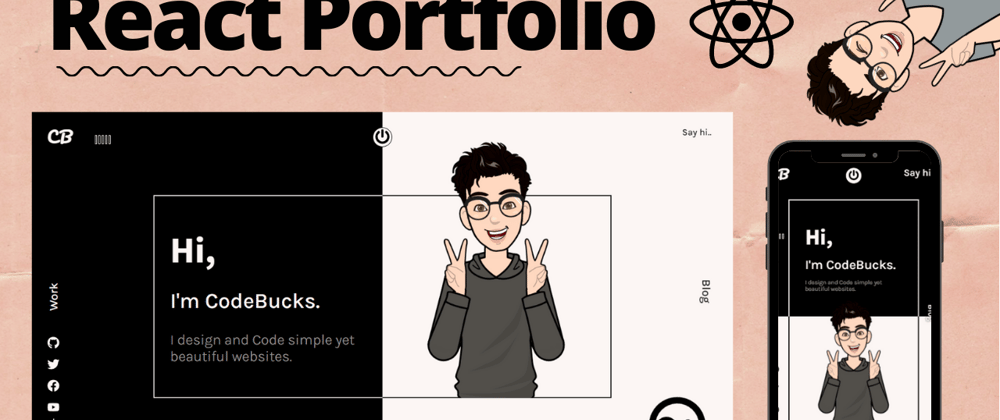 React Portfolio
CB
Say hi..
Hi,
I'm CodeBucks.
I design and Code simple yet
beautiful websites.
Work
Blog
B
Say hi
Hi,
I'm CodeBucks.
I design and Code simple yet
beautiful websites.